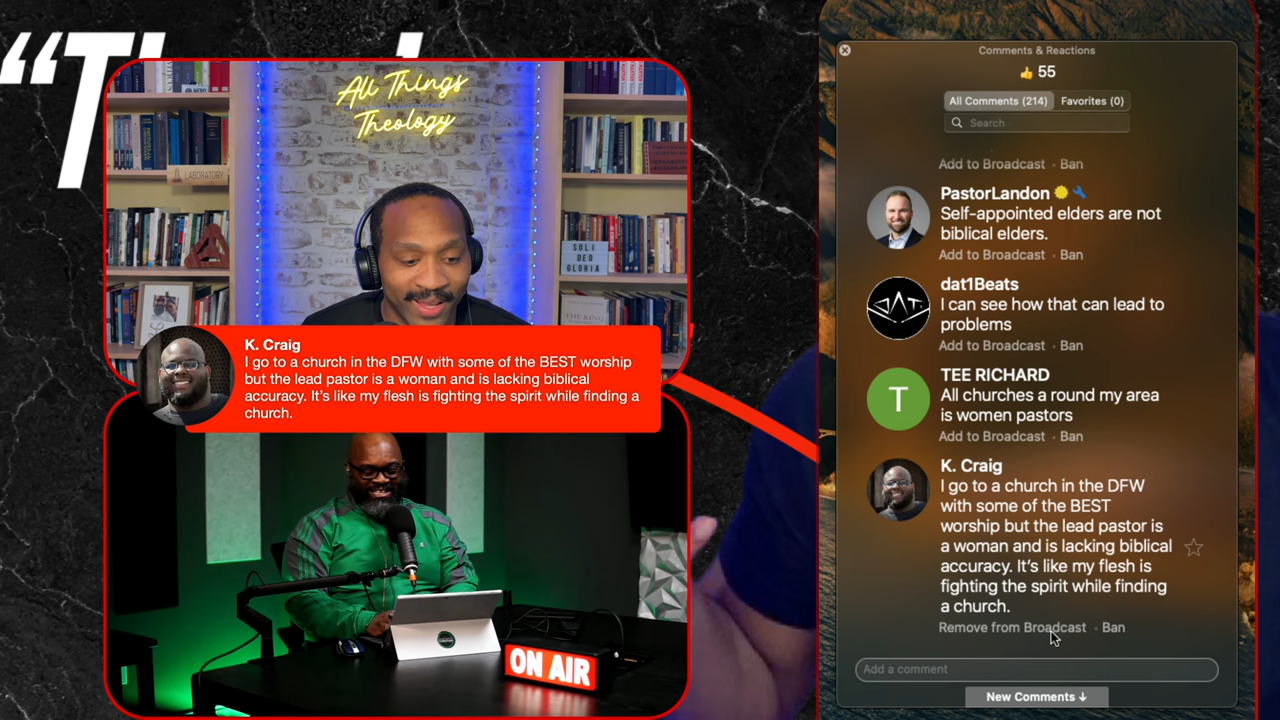 “T
All Things
Theology
LABORATORY
SOLI
DEO
GLORIA
THE KING
K. Craig
I go to a church in the DFW with some of the BEST worship
but the lead pastor is a woman and is lacking biblical
accuracy. It’s like my flesh is fighting the spirit while finding a
church.
ON AIR
Comments & Reactions
👍 55
All Comments (214)
Favorites (0)
Search
Add to Broadcast · Ban
PastorLandon
Self-appointed elders are not
biblical elders.
Add to Broadcast · Ban
dat1Beats
DAT
I can see how that can lead to
problems
Add to Broadcast · Ban
TEE RICHARD
T
All churches a round my area
is women pastors
Add to Broadcast · Ban
K. Craig
I go to a church in the DFW
with some of the BEST
worship but the lead pastor is
a woman and is lacking biblical
accuracy. It’s like my flesh is
fighting the spirit while finding
a church.
Remove from Broadcast · Ban
Add a comment
New Comments ↓